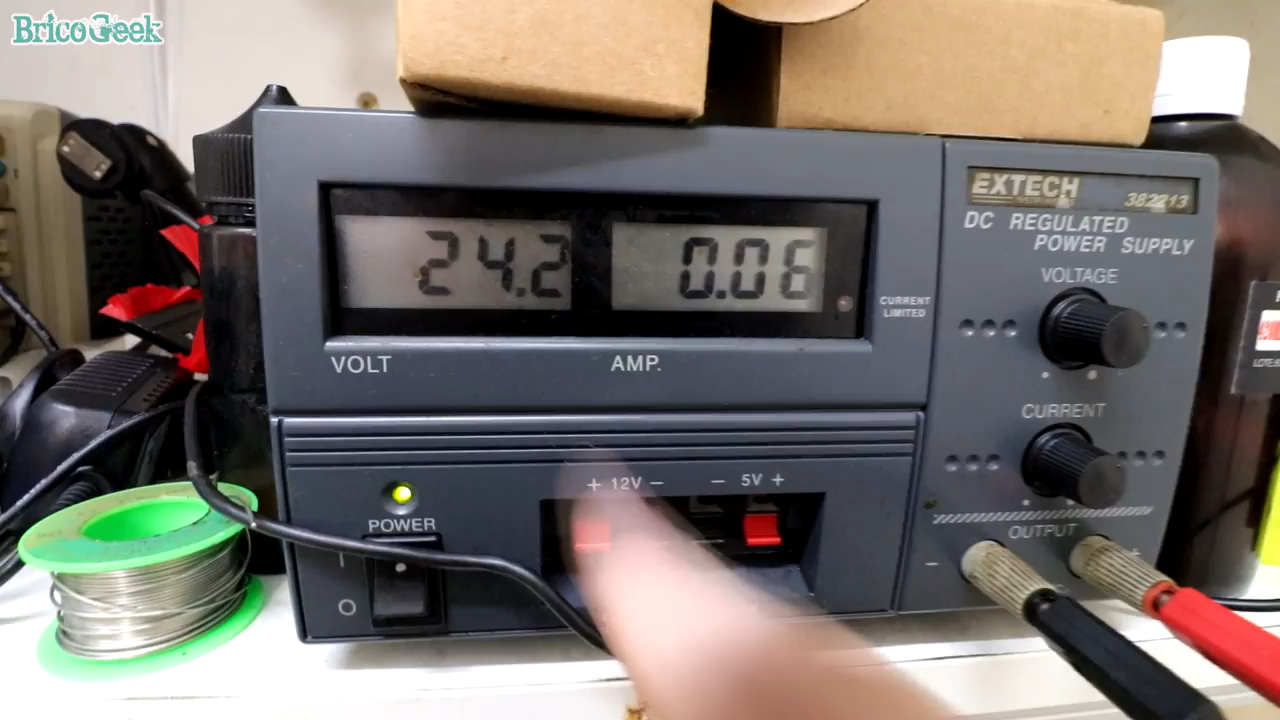 BricoGeek
24.2
0.06
EXTECH
382213
DC REGULATED
POWER SUPPLY
VOLTAGE
CURRENT
LIMITED
VOLT
AMP.
CURRENT
+ 12V −
− 5V +
POWER
I
O
OUTPUT
−
+